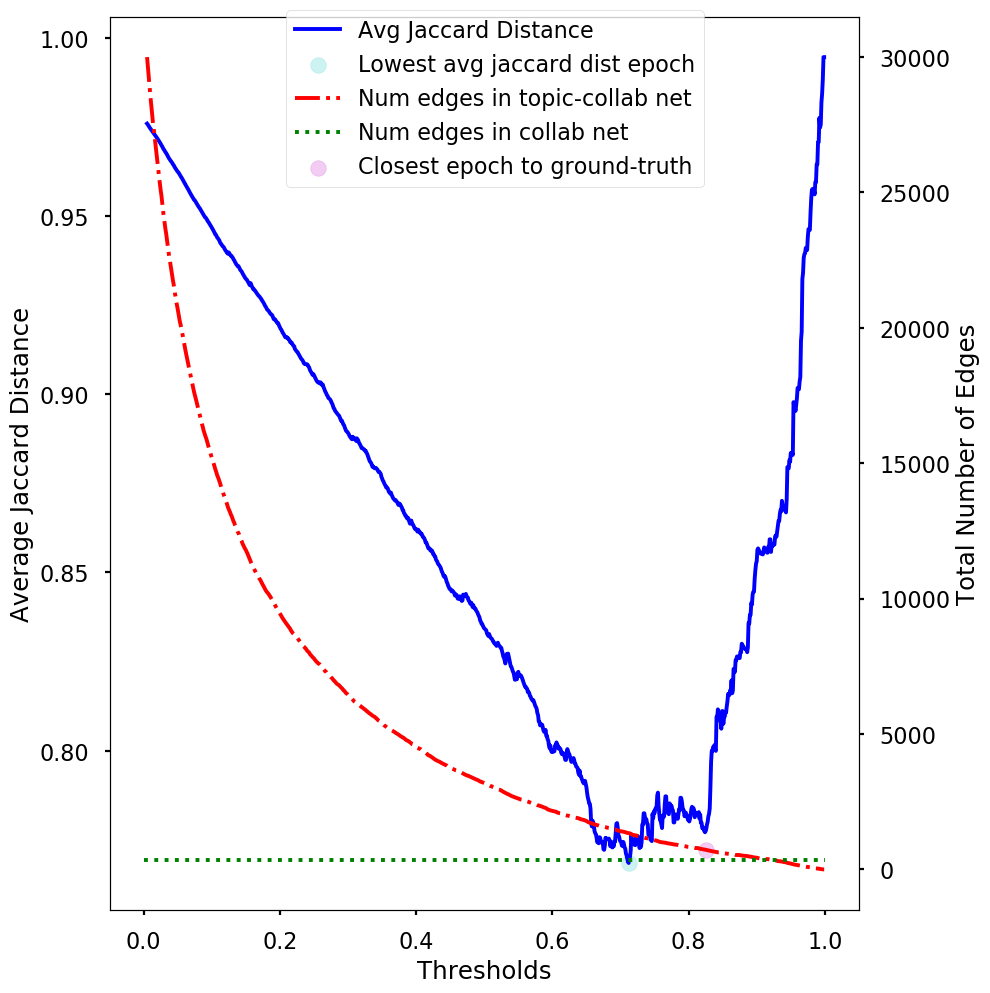 Avg Jaccard Distance
Lowest avg jaccard dist epoch
Num edges in topic-collab net
Num edges in collab net
Closest epoch to ground-truth
1.00
0.95
0.90
0.85
0.80
Average Jaccard Distance
30000
25000
20000
15000
10000
5000
0
Total Number of Edges
0.0 0.2 0.4 0.6 0.8 1.0
Thresholds